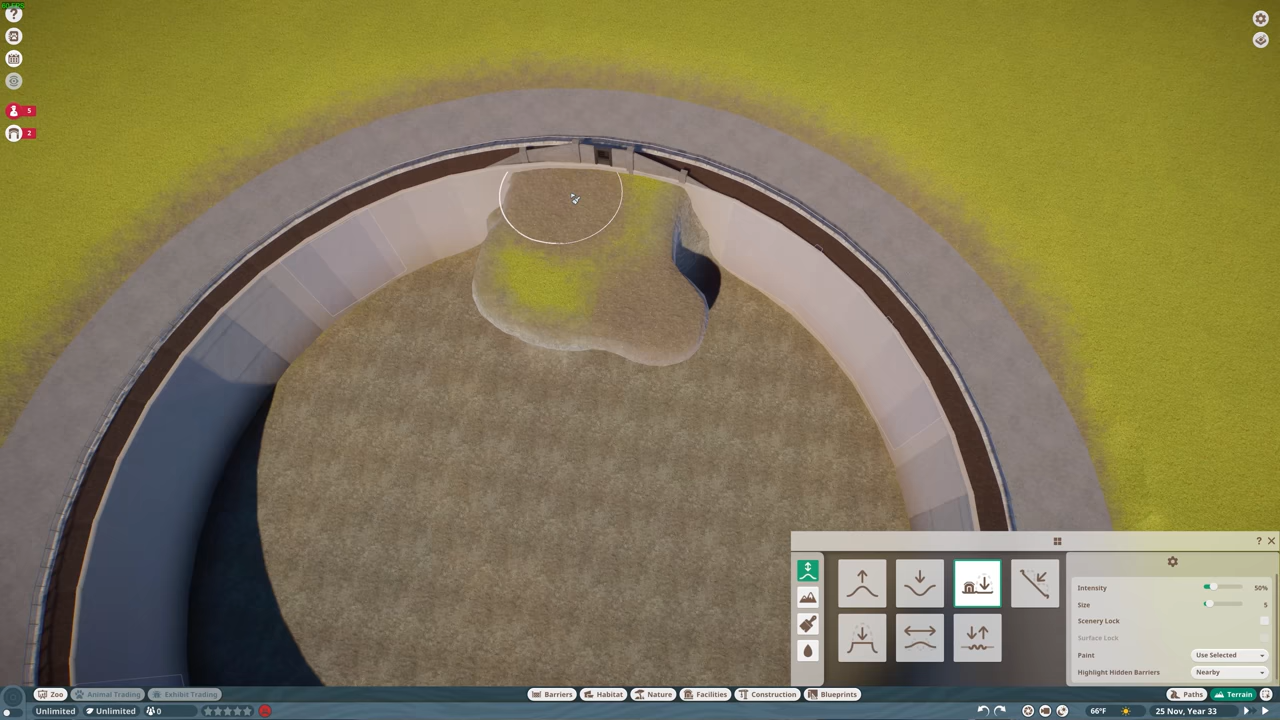 60 FPS
?
5
2
?
Intensity 50%
Size 5
Scenery Lock
Surface Lock
Paint Use Selected
Highlight Hidden Barriers Nearby
Zoo Animal Trading Exhibit Trading Barriers Habitat Nature Facilities Construction Blueprints Paths Terrain
Unlimited Unlimited 0 66°F 25 Nov, Year 33